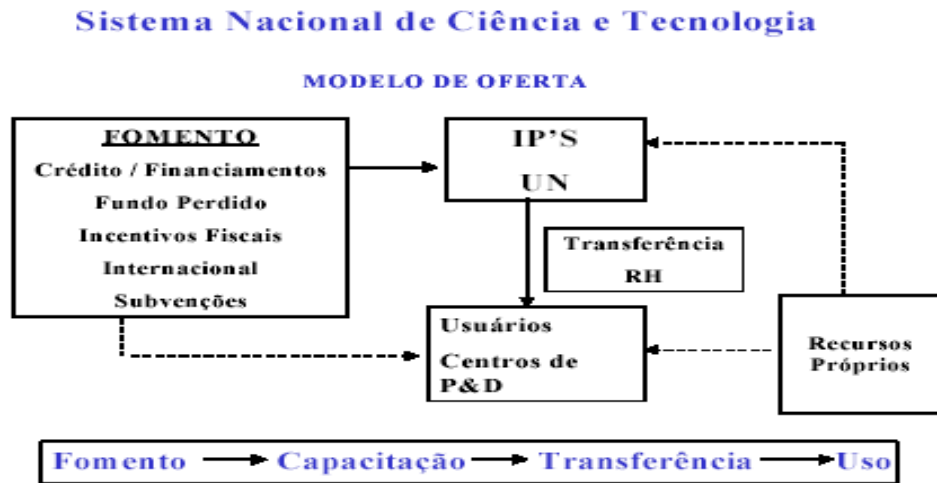 Sistema Nacional de Ciência e Tecnologia
MODELO DE OFERTA
FOMENTO
Crédito / Financiamentos
Fundo Perdido
Incentivos Fiscais
Internacional
Subvenções
IP'S
UN
Transferência
RH
Usuários
Centros de
P&D
Recursos
Próprios
Fomento → Capacitação → Transferência → Uso